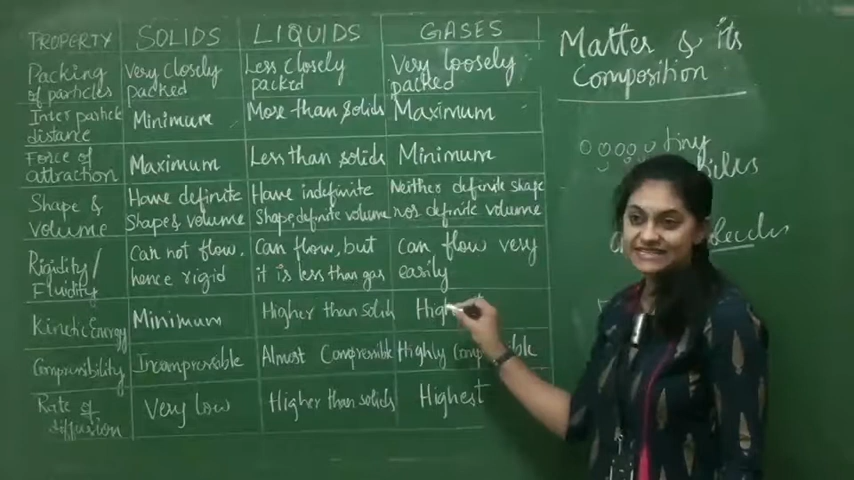 PROPERTY SOLIDS LIQUIDS GASES
Packing of particles
Very closely packed
Less closely packed
Very loosely packed
Inter particle distance
Minimum
More than solids
Maximum
Force of attraction
Maximum
Less than solids
Minimum
Shape & volume
Have definite Shape & volume
Have indefinite Shape, definite volume
Neither definite shape nor definite volume
Rigidity/ Fluidity
Can not flow, hence rigid
Can flow, but it is less than gas
can flow very easily
Kinetic Energy
Minimum
Higher than solids
Compressibility
Incompressible
Almost Compressible
Highly
Rate of diffusion
Very low
Higher than solids
Highest
Matter & its
Composition
tiny